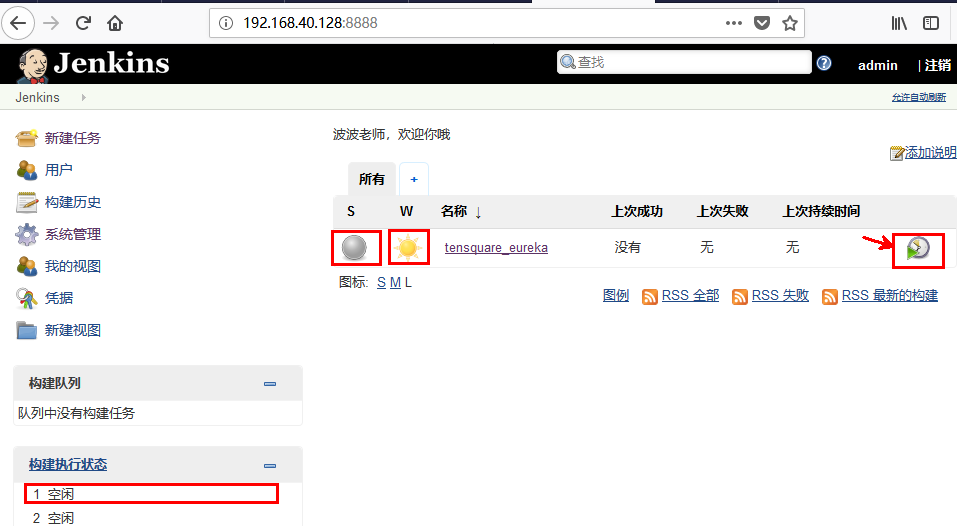 192.168.40.128:8888
Jenkins
查找
admin | 注销
Jenkins
允许自动刷新
新建任务
用户
构建历史
系统管理
我的视图
凭据
新建视图
构建队列
队列中没有构建任务
构建执行状态
1 空闲
2 空闲
波波老师，欢迎你哦
添加说明
所有 +
S W 名称 ↓ 上次成功 上次失败 上次持续时间
tensquare_eureka 没有 无 无
图标: S M L
图例 RSS 全部 RSS 失败 RSS 最新的构建